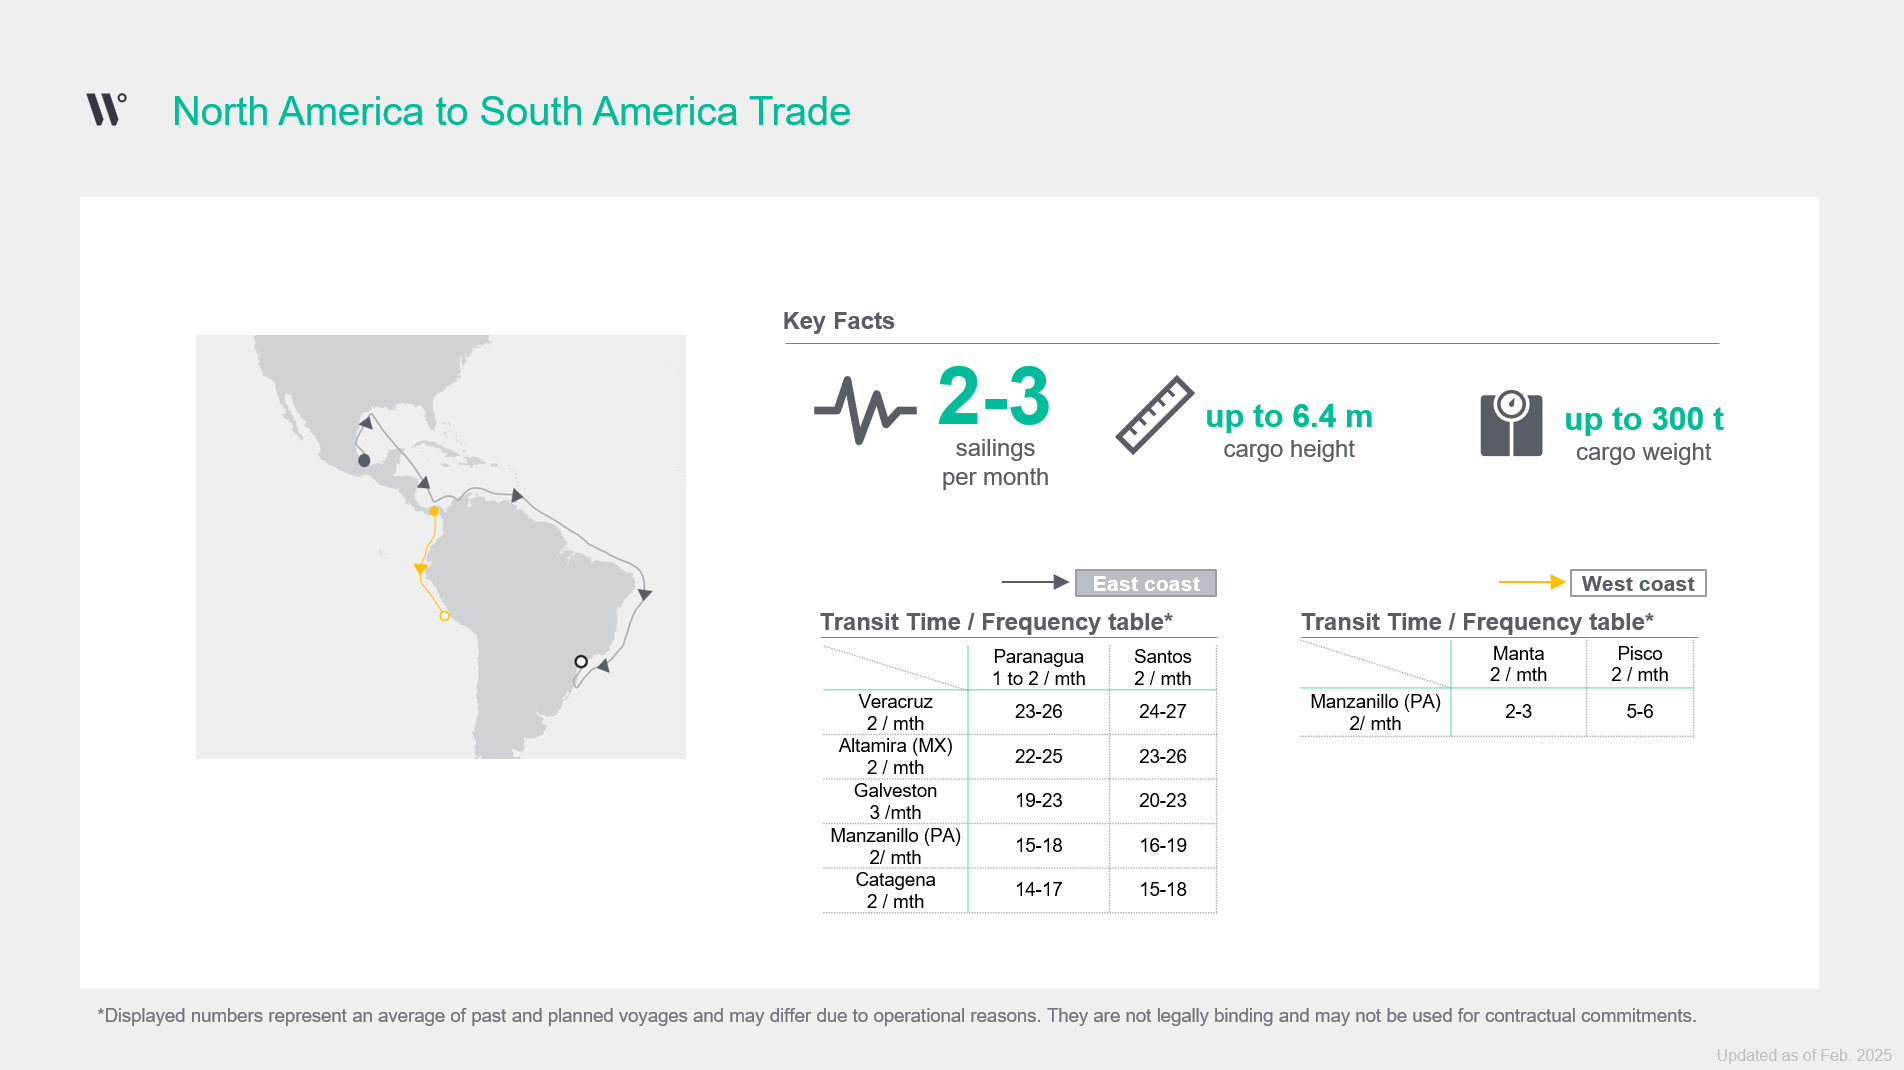 W°
North America to South America Trade
Key Facts
2-3
sailings
per month
up to 6.4 m
cargo height
up to 300 t
cargo weight
East coast
Transit Time / Frequency table*
Paranagua Santos
1 to 2 / mth 2 / mth
Veracruz
2 / mth
23-26 24-27
Altamira (MX)
2 / mth
22-25 23-26
Galveston
3 /mth
19-23 20-23
Manzanillo (PA)
2/ mth
15-18 16-19
Catagena
2 / mth
14-17 15-18
West coast
Transit Time / Frequency table*
Manta Pisco
2 / mth 2 / mth
Manzanillo (PA)
2/ mth
2-3 5-6
*Displayed numbers represent an average of past and planned voyages and may differ due to operational reasons. They are not legally binding and may not be used for contractual commitments.
Updated as of Feb. 2025